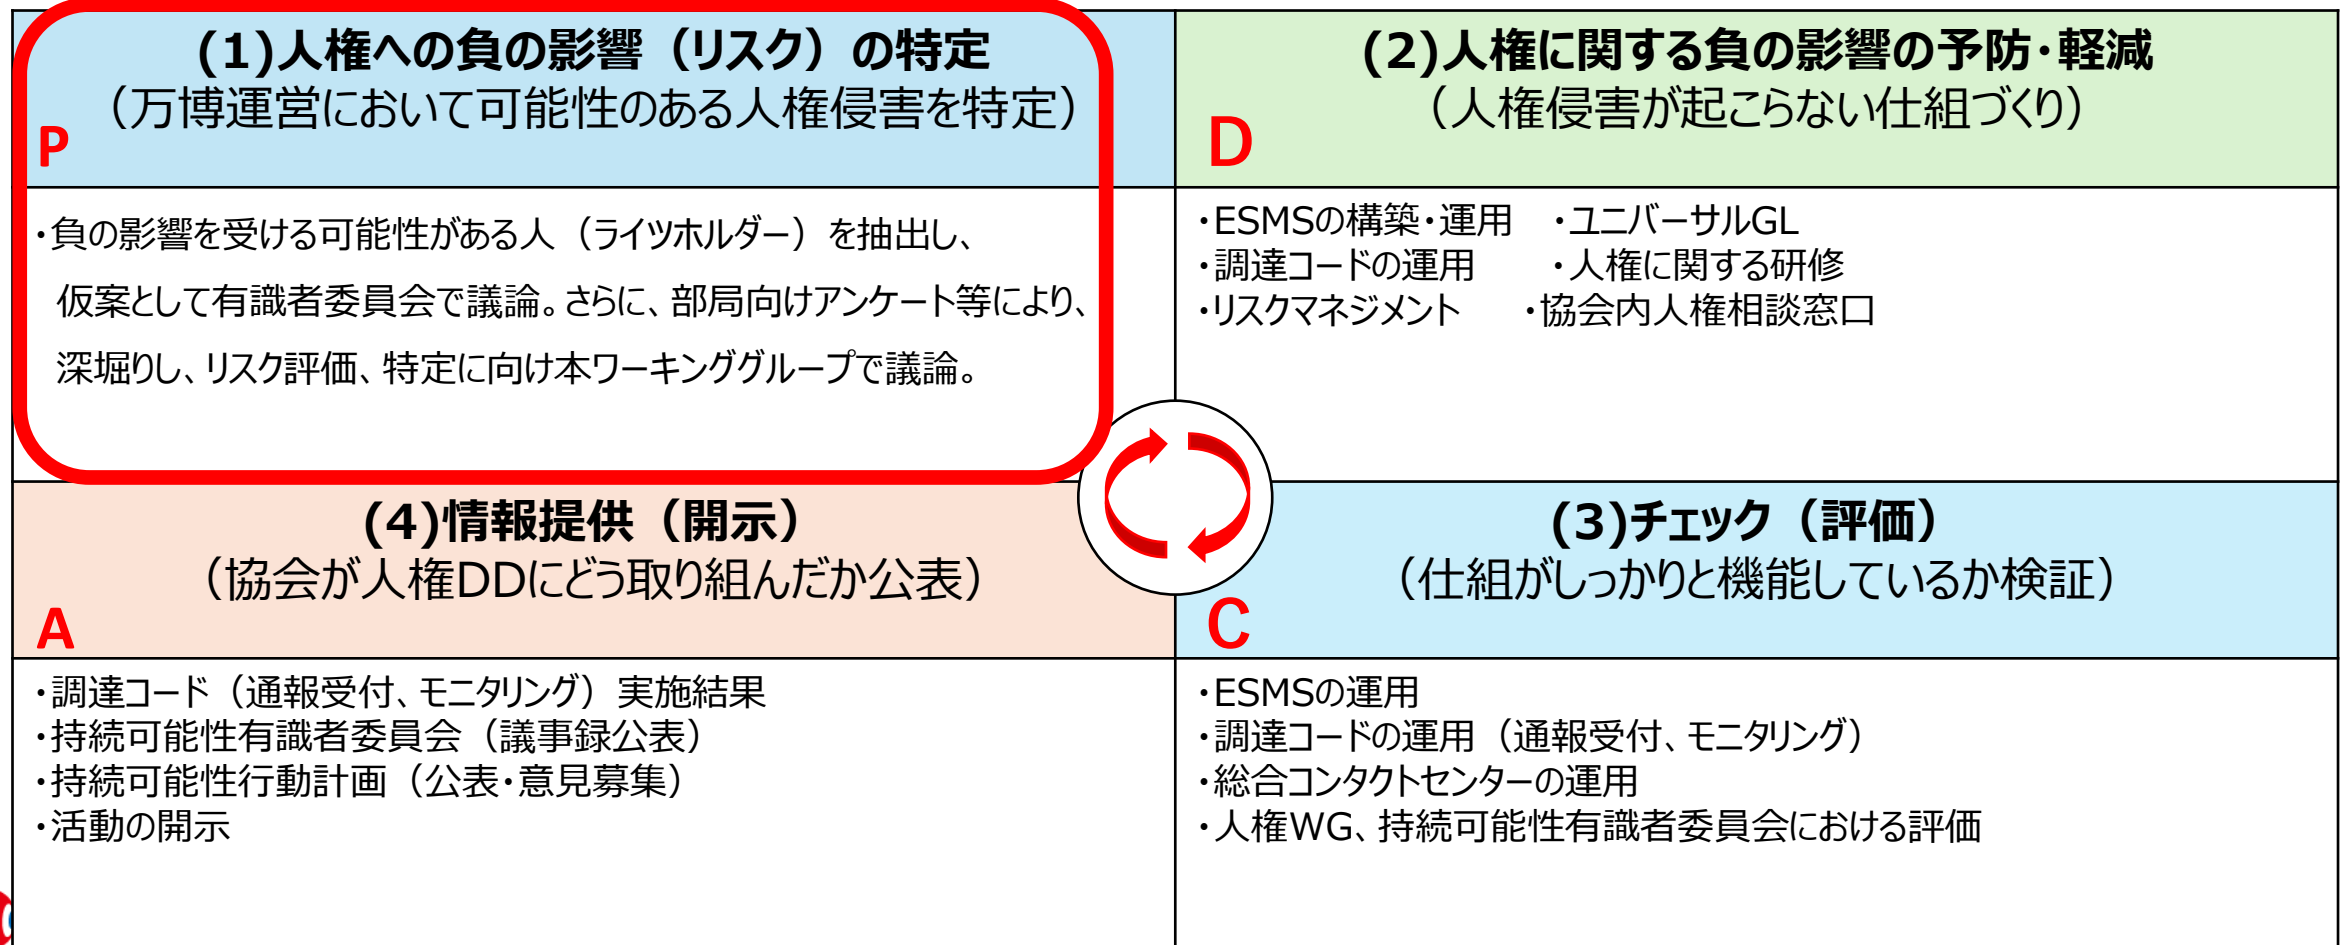 (1)人権への負の影響（リスク）の特定
（万博運営において可能性のある人権侵害を特定）
P
・負の影響を受ける可能性がある人（ライツホルダー）を抽出し、
仮案として有識者委員会で議論。さらに、部局向けアンケート等により、
深堀りし、リスク評価、特定に向け本ワーキンググループで議論。
(2)人権に関する負の影響の予防・軽減
（人権侵害が起こらない仕組づくり）
D
・ESMSの構築・運用　・ユニバーサルGL
・調達コードの運用　・人権に関する研修
・リスクマネジメント　・協会内人権相談窓口
(4)情報提供（開示）
（協会が人権DDにどう取り組んだか公表）
A
・調達コード（通報受付、モニタリング）実施結果
・持続可能性有識者委員会（議事録公表）
・持続可能性行動計画（公表・意見募集）
・活動の開示
(3)チェック（評価）
（仕組がしっかりと機能しているか検証）
C
・ESMSの運用
・調達コードの運用（通報受付、モニタリング）
・総合コンタクトセンターの運用
・人権WG、持続可能性有識者委員会における評価